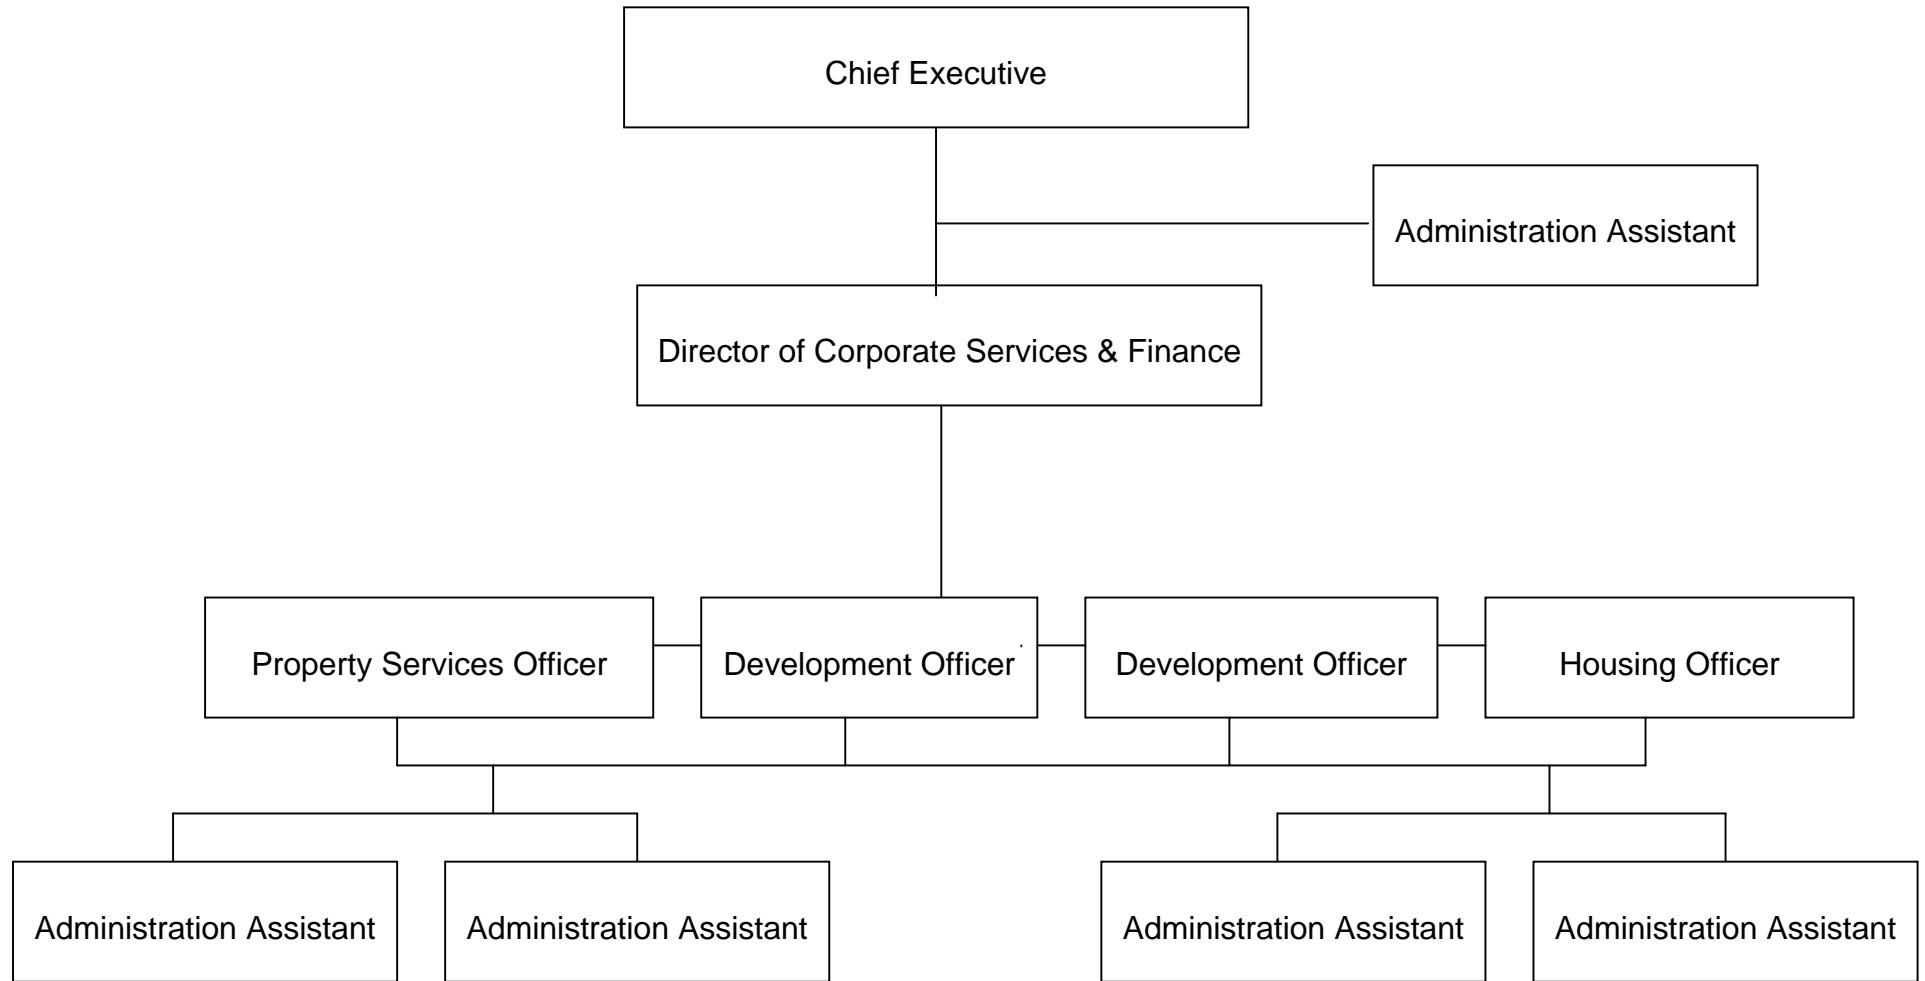 Chief Executive
Administration Assistant
Director of Corporate Services & Finance
Property Services Officer
Development Officer
Development Officer
Housing Officer
Administration Assistant
Administration Assistant
Administration Assistant
Administration Assistant